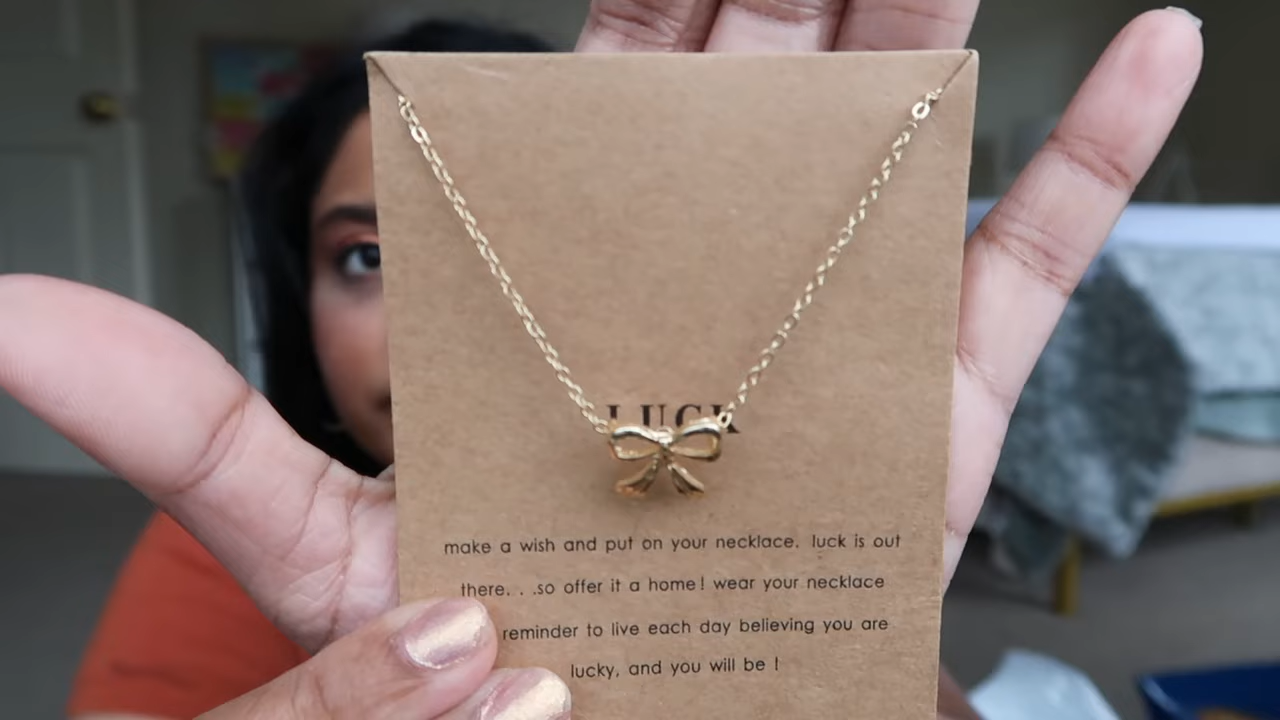 LUCK
make a wish and put on your necklace. luck is out
there. . .so offer it a home! wear your necklace
reminder to live each day believing you are
lucky, and you will be !